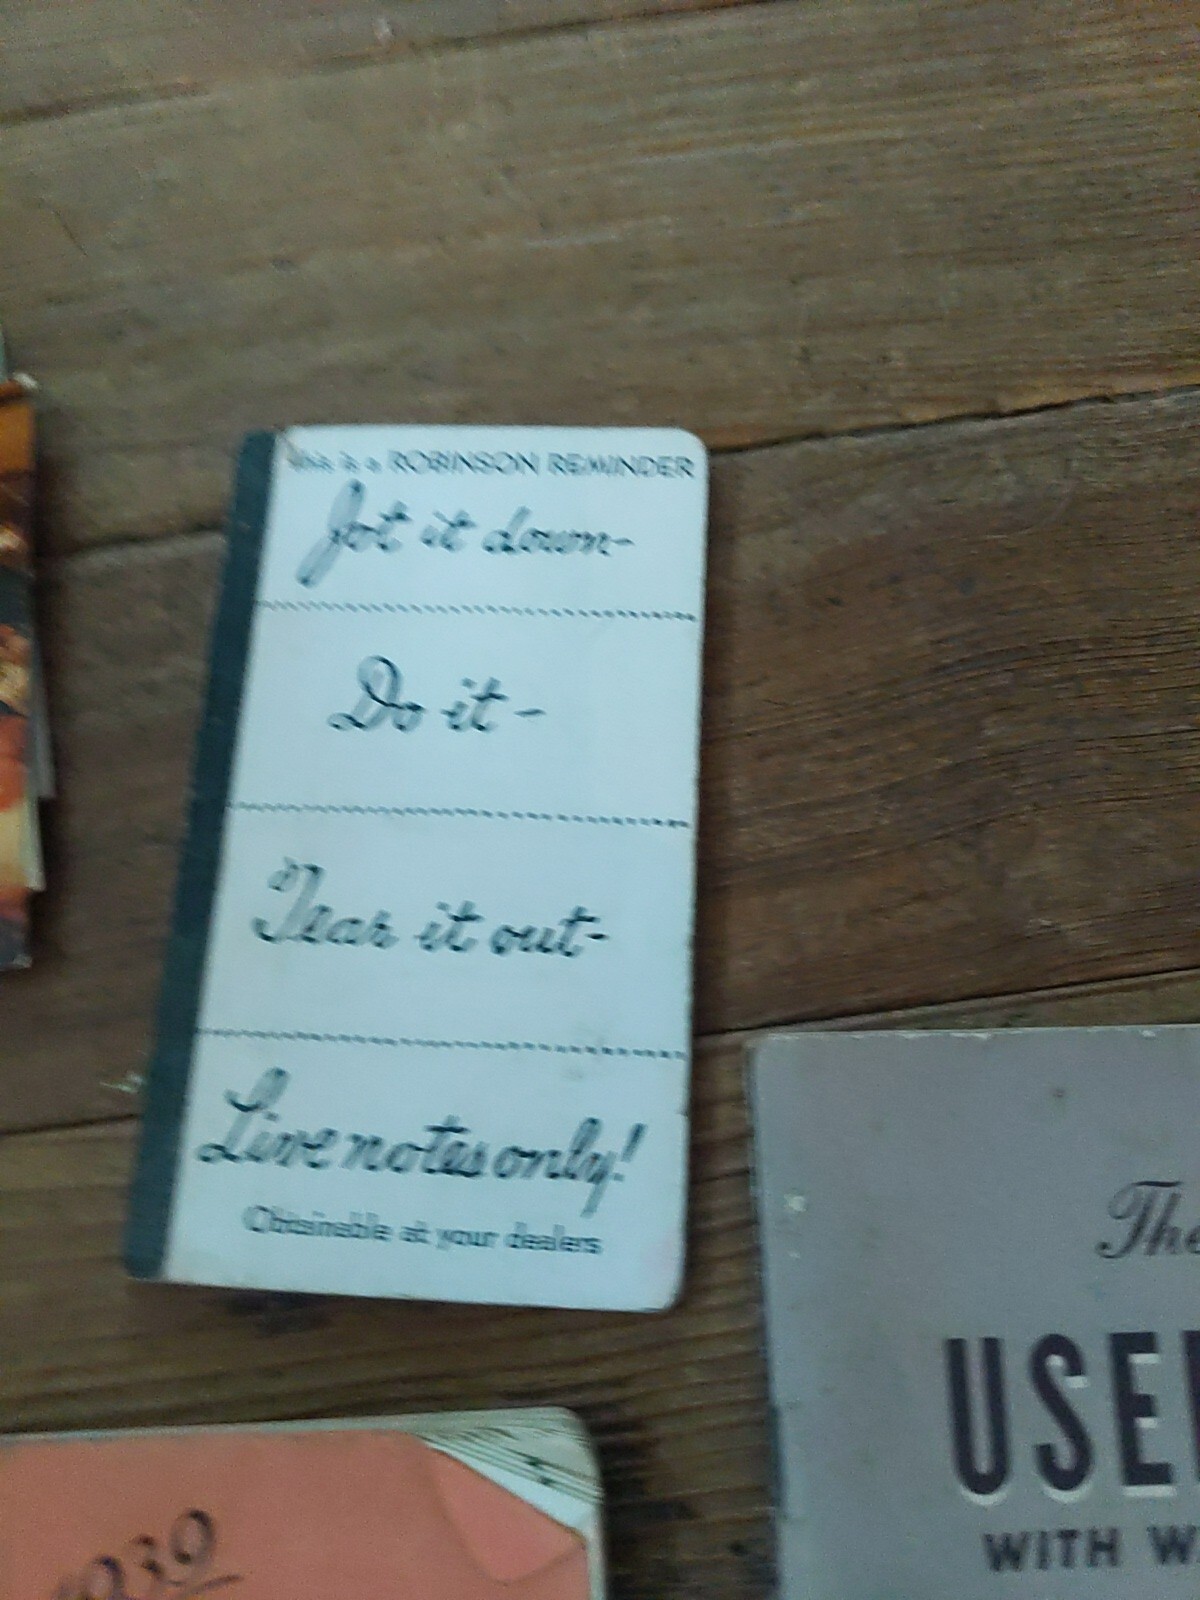 This is a ROBINSON REMINDER
Jot it down-
Do it-
Tear it out-
Live notes only!
Obtainable at your dealers
The
USE
WITH W
1939